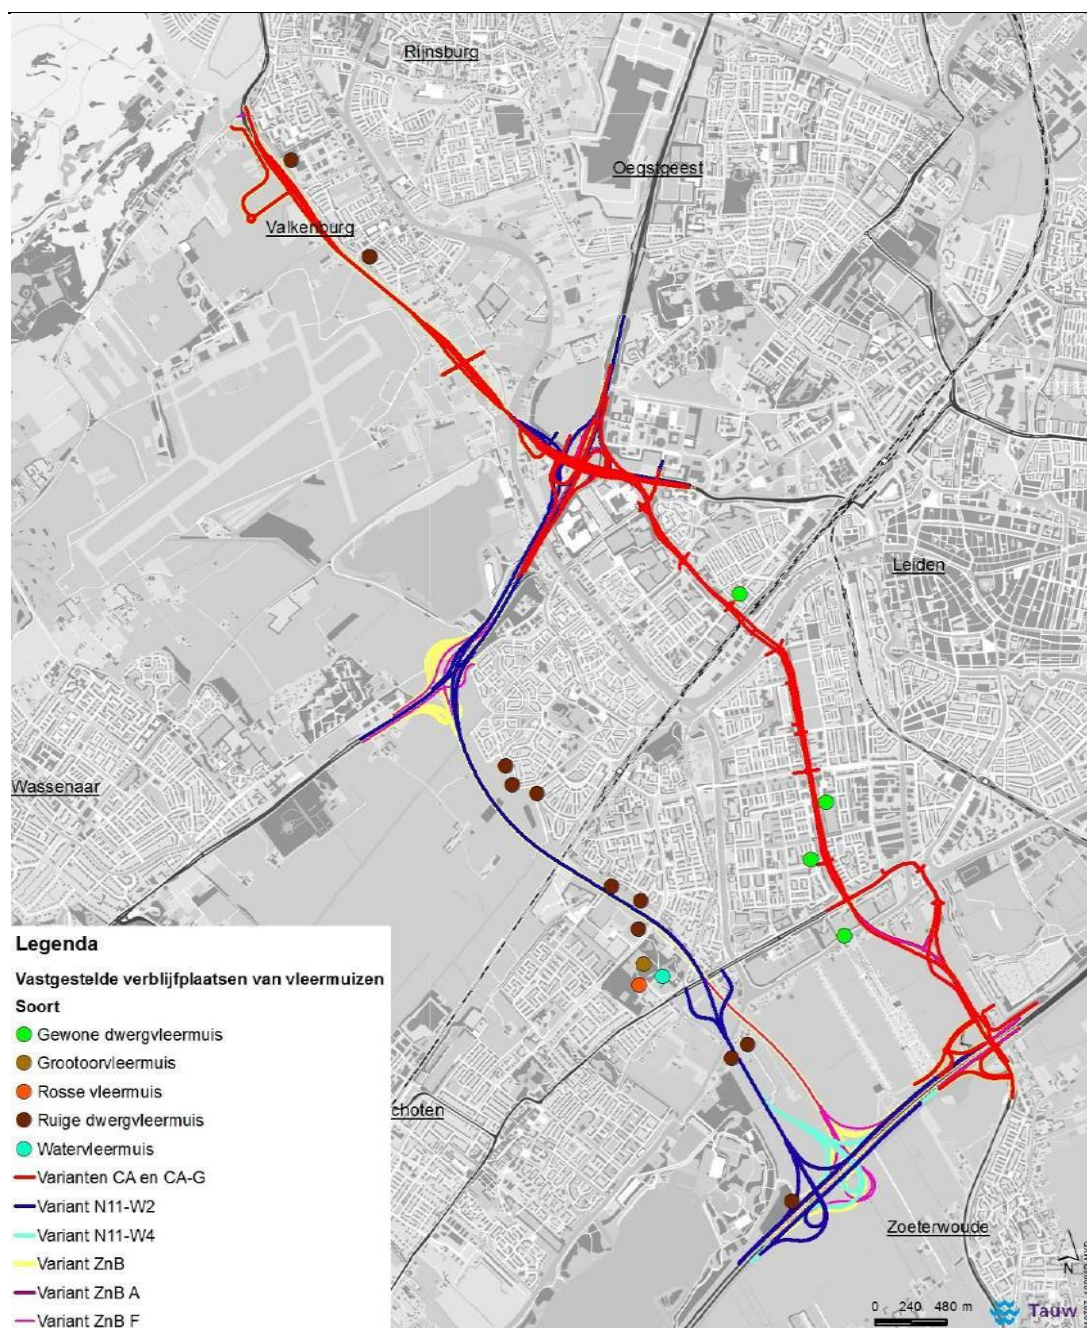 Rijnsburg
Oegstgeest
Valkenburg
Leiden
Wassenaar
choten
Zoeterwoude
Legenda
Vastgestelde verblijfplaatsen van vleermuizen
Soort
Gewone dwergvleermuis
Grootoorvleermuis
Rosse vleermuis
Ruige dwergvleermuis
Watervleermuis
Varianten CA en CA-G
Variant N11-W2
Variant N11-W4
Variant ZnB
Variant ZnB A
Variant ZnB F
N
0 240 480 m
Tauw